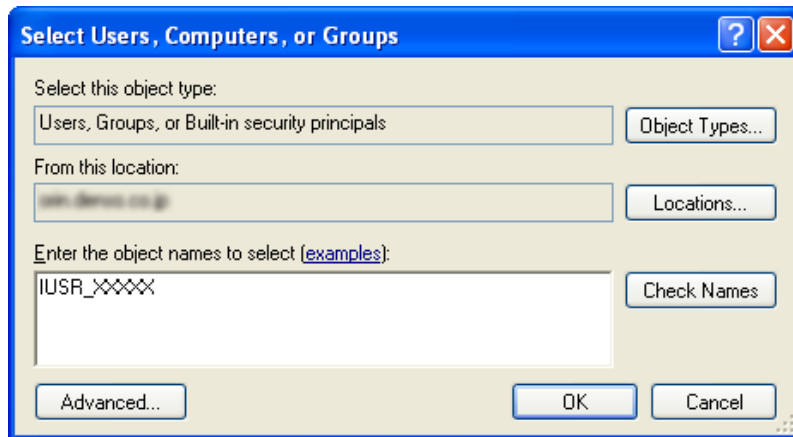 Select Users, Computers, or Groups
Select this object type:
Users, Groups, or Built-in security principals
Object Types...
From this location:
Locations...
Enter the object names to select (examples):
IUSR_XXXXX
Check Names
Advanced...
OK
Cancel